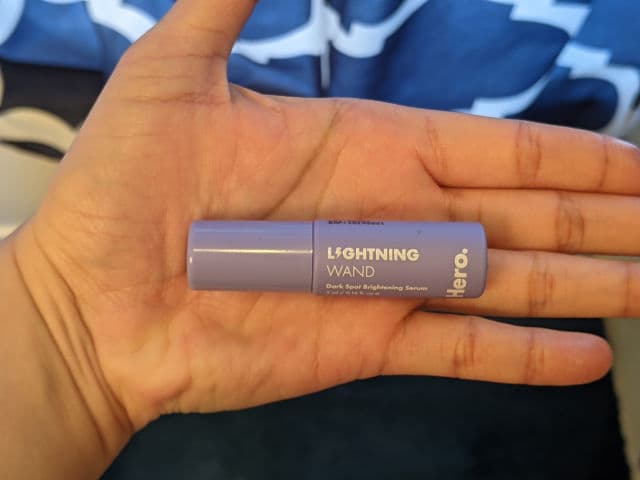 LIGHTNING
WAND
Dark Spot Brightening Serum
Hero.